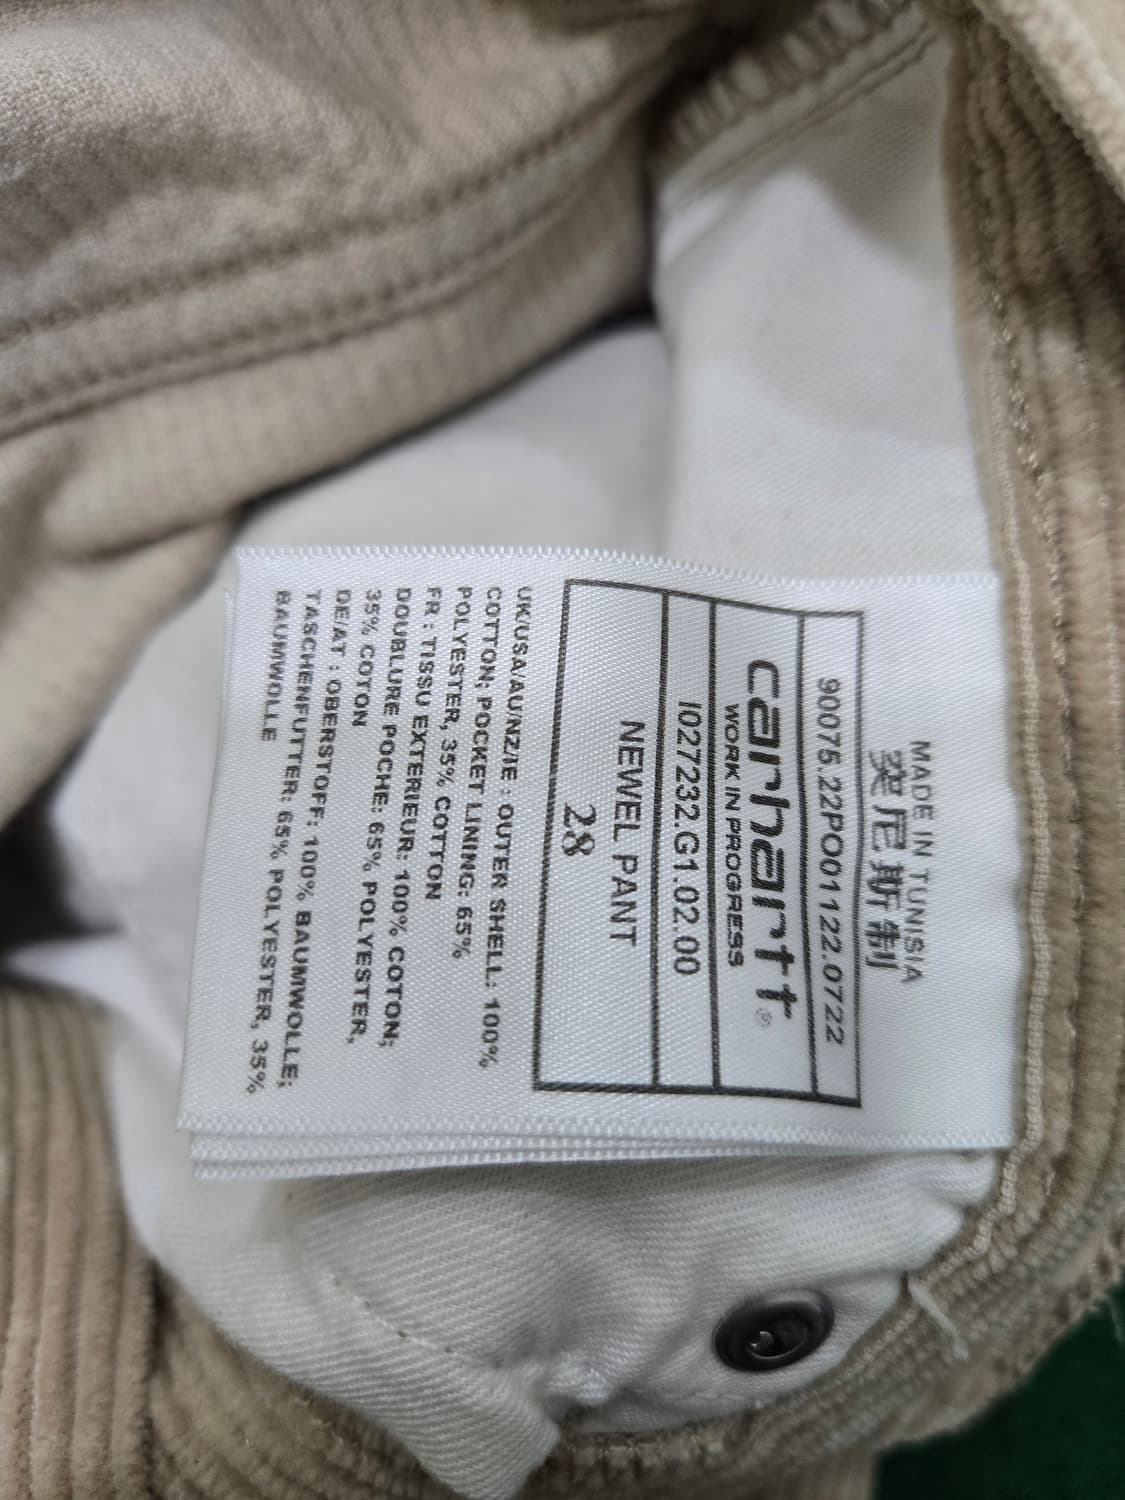 MADE IN TUNISIA
突尼斯制
90075.22PO01122.0722
carhartt®
WORK IN PROGRESS
I027232.G1.02.00
NEWEL PANT
28
UK/USA/AU/NZ/IE : OUTER SHELL: 100%
COTTON; POCKET LINING: 65%
POLYESTER, 35% COTTON
FR : TISSU EXTERIEUR: 100% COTON;
DOUBLURE POCHE: 65% POLYESTER,
35% COTON
DE/AT : OBERSTOFF: 100% BAUMWOLLE;
TASCHENFUTTER: 65% POLYESTER, 35%
BAUMWOLLE